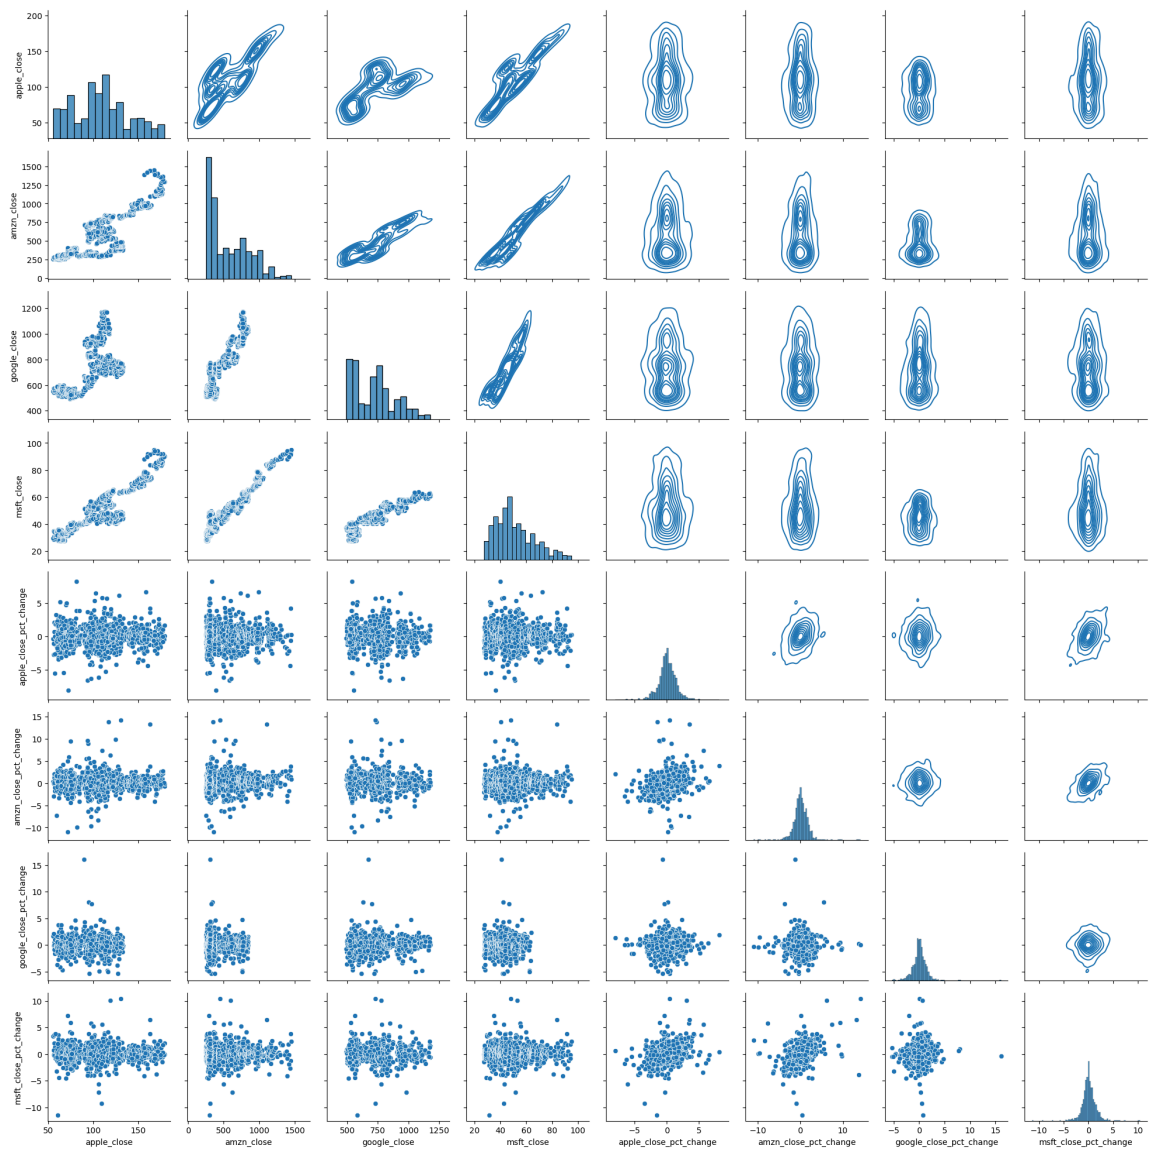 200
150
100
50
apple_close
1500
1250
1000
750
500
250
0
amzn_close
1200
1000
800
600
400
google_close
100
80
60
40
20
msft_close
5
0
−5
apple_close_pct_change
15
10
5
0
−5
−10
amzn_close_pct_change
15
10
5
0
−5
google_close_pct_change
10
5
0
−5
−10
msft_close_pct_change
50 100 150
0 500 1000 1500
500 750 1000 1250
20 40 60 80 100
−5 0 5
−10 0 10
−5 0 5 10 15
−10 −5 0 5 10
apple_close
amzn_close
google_close
msft_close
apple_close_pct_change
amzn_close_pct_change
google_close_pct_change
msft_close_pct_change